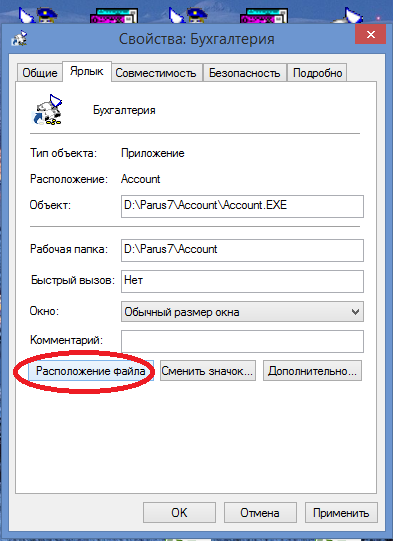 Свойства: Бухгалтерия
Общие Ярлык Совместимость Безопасность Подробно
Бухгалтерия
Тип объекта: Приложение
Расположение: Account
Объект: D:\Parus7\Account\Account.EXE
Рабочая папка: D:\Parus7\Account
Быстрый вызов: Нет
Окно: Обычный размер окна
Комментарий:
Расположение файла Сменить значок... Дополнительно...
OK Отмена Применить